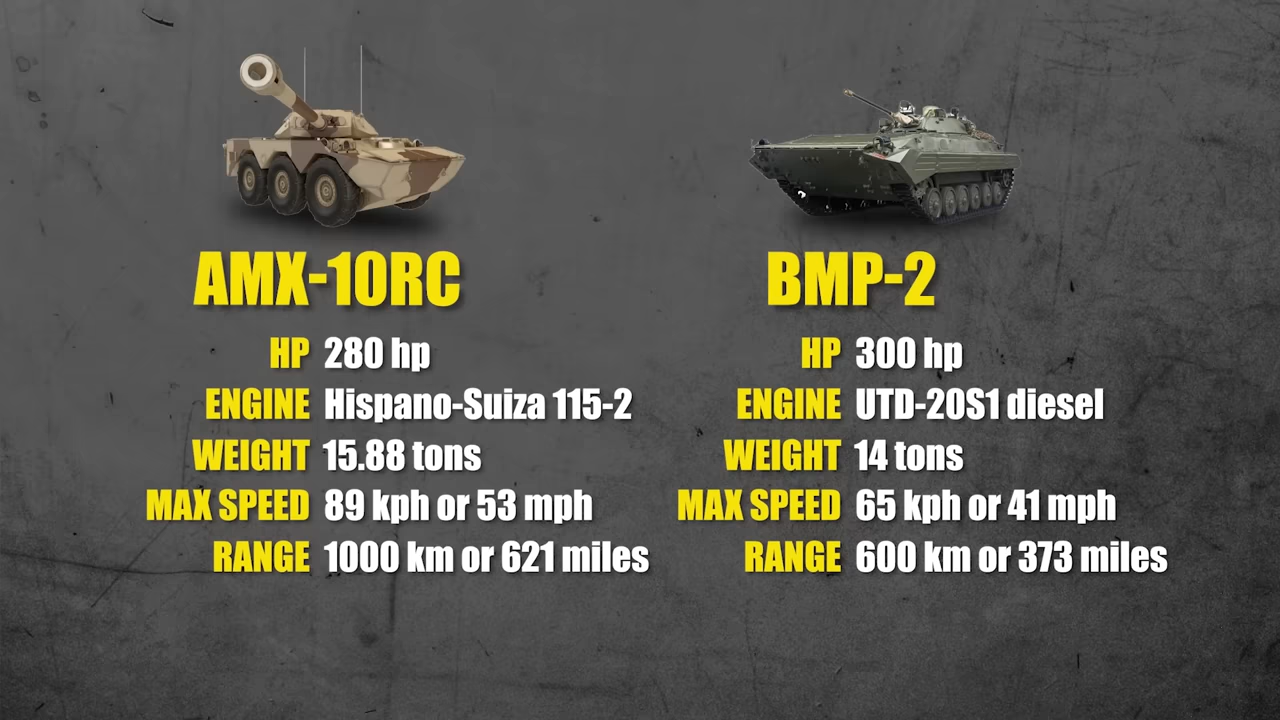 AMX-10RC
HP 280 hp
ENGINE Hispano-Suiza 115-2
WEIGHT 15.88 tons
MAX SPEED 89 kph or 53 mph
RANGE 1000 km or 621 miles
BMP-2
HP 300 hp
ENGINE UTD-20S1 diesel
WEIGHT 14 tons
MAX SPEED 65 kph or 41 mph
RANGE 600 km or 373 miles